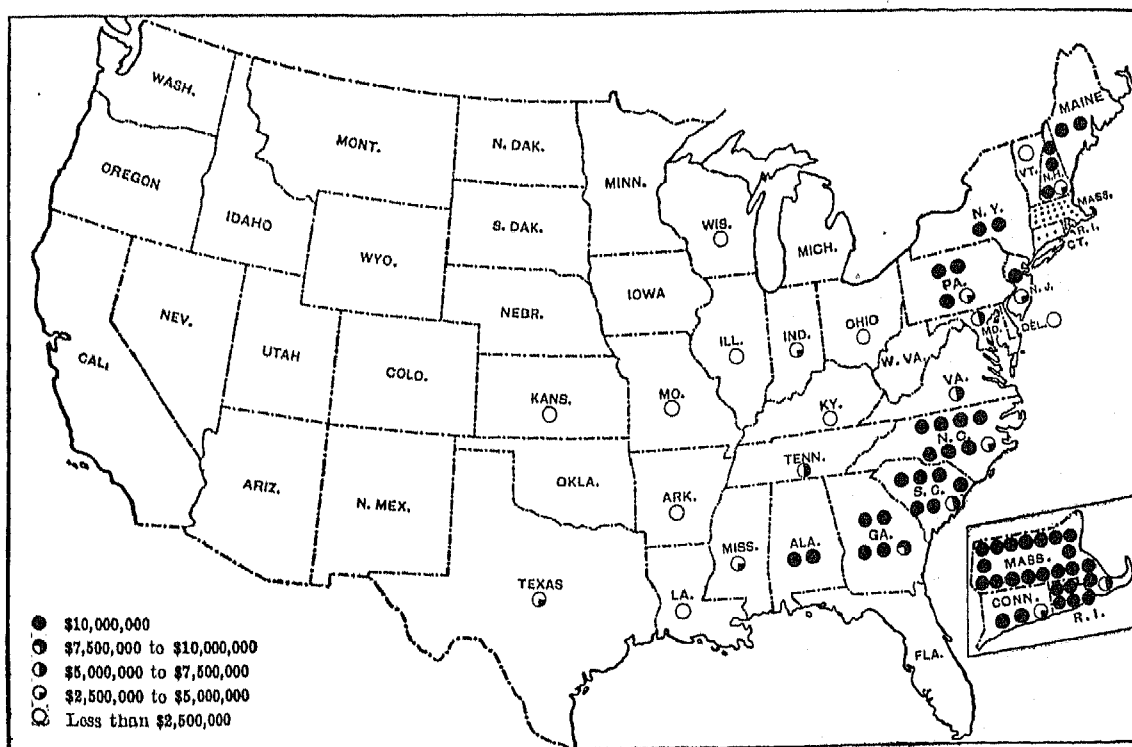 WASH.
MAINE
MONT.
N. DAK.
MINN.
VT.
N.H.
OREGON
IDAHO
S. DAK.
WIS.
MICH.
N. Y.
MASS.
R. I.
CT.
WYO.
IOWA
PA.
N. J.
NEV.
NEBR.
ILL.
IND.
OHIO
MD.
DEL.
CALI.
UTAH
COLO.
KANS.
MO.
W. VA.
VA.
KY.
N. C.
TENN.
ARIZ.
N. MEX.
OKLA.
ARK.
S. C.
MISS.
ALA.
GA.
TEXAS
LA.
FLA.
MASS.
CONN.
R. I.
$10,000,000
$7,500,000 to $10,000,000
$5,000,000 to $7,500,000
$2,500,000 to $5,000,000
Less than $2,500,000